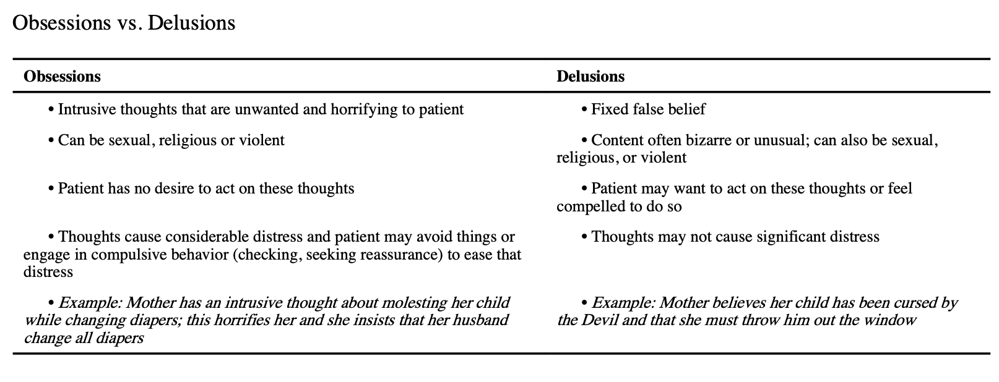 Obsessions vs. Delusions
Obsessions
Delusions
• Intrusive thoughts that are unwanted and horrifying to patient
• Fixed false belief
• Can be sexual, religious or violent
• Content often bizarre or unusual; can also be sexual,
religious, or violent
• Patient has no desire to act on these thoughts
• Patient may want to act on these thoughts or feel
compelled to do so
• Thoughts cause considerable distress and patient may avoid things or
engage in compulsive behavior (checking, seeking reassurance) to ease that
distress
• Thoughts may not cause significant distress
• Example: Mother has an intrusive thought about molesting her child
while changing diapers; this horrifies her and she insists that her husband
change all diapers
• Example: Mother believes her child has been cursed by
the Devil and that she must throw him out the window